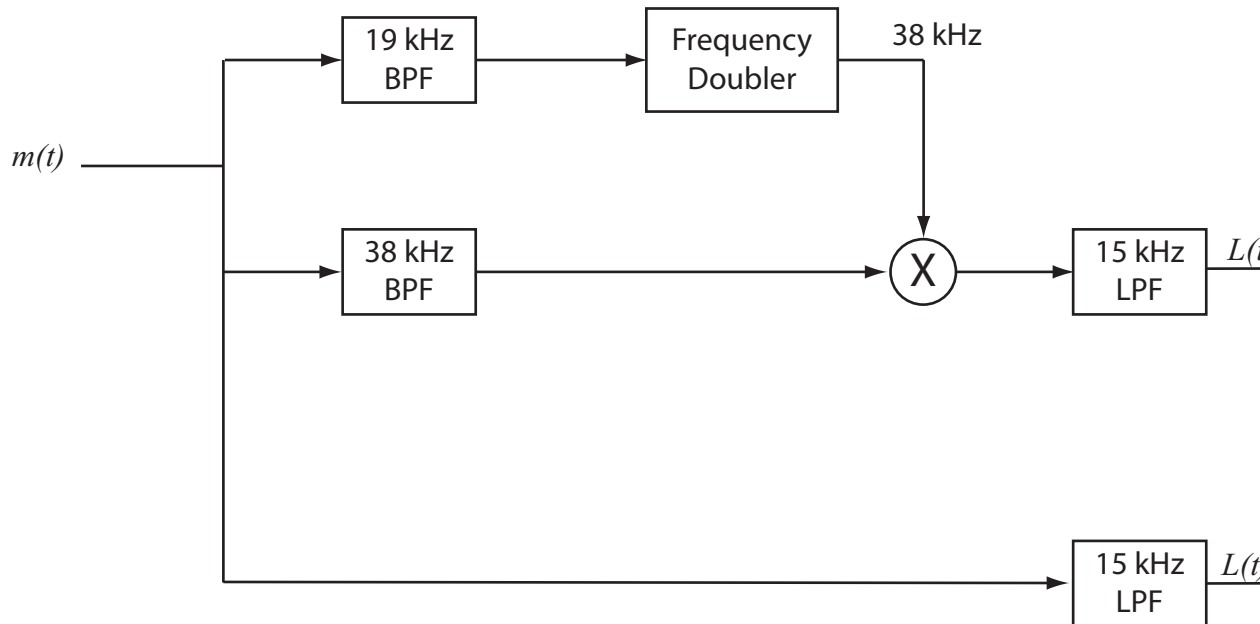 19 kHz
BPF
Frequency
Doubler
38 kHz
m(t)
38 kHz
BPF
X
15 kHz
LPF
L(t
15 kHz
LPF
L(t)